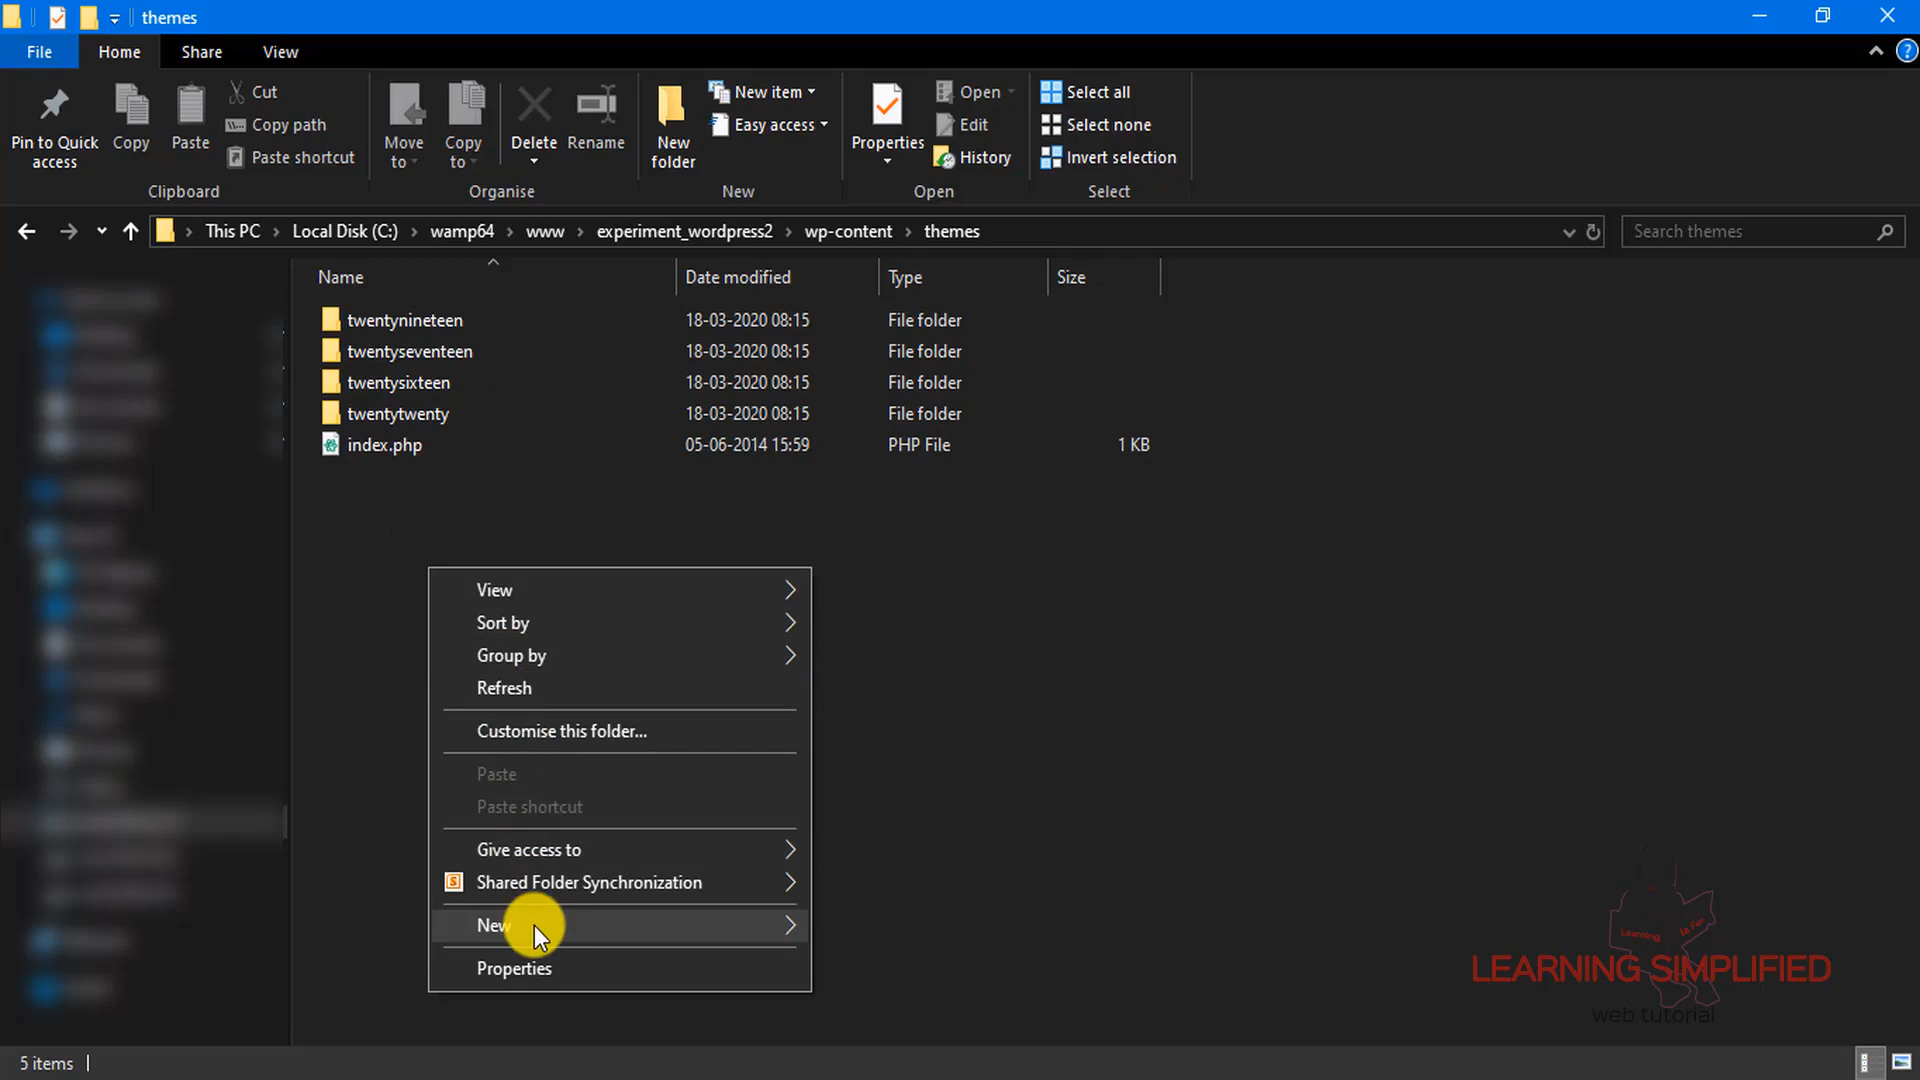 themes
File Home Share View
Pin to Quick access
Copy
Paste
Cut
Copy path
Paste shortcut
Clipboard
Move to
Copy to
Delete
Rename
Organise
New folder
New item
Easy access
New
Properties
Open
Edit
History
Open
Select all
Select none
Invert selection
Select
This PC Local Disk (C:) wamp64 www experiment_wordpress2 wp-content themes
Search themes
Name Date modified Type Size
twentynineteen 18-03-2020 08:15 File folder
twentyseventeen 18-03-2020 08:15 File folder
twentysixteen 18-03-2020 08:15 File folder
twentytwenty 18-03-2020 08:15 File folder
index.php 05-06-2014 15:59 PHP File 1 KB
View
Sort by
Group by
Refresh
Customise this folder...
Paste
Paste shortcut
Give access to
S
Shared Folder Synchronization
New
Properties
Learning Is For
LEARNING SIMPLIFIED
web tutorial
5 items